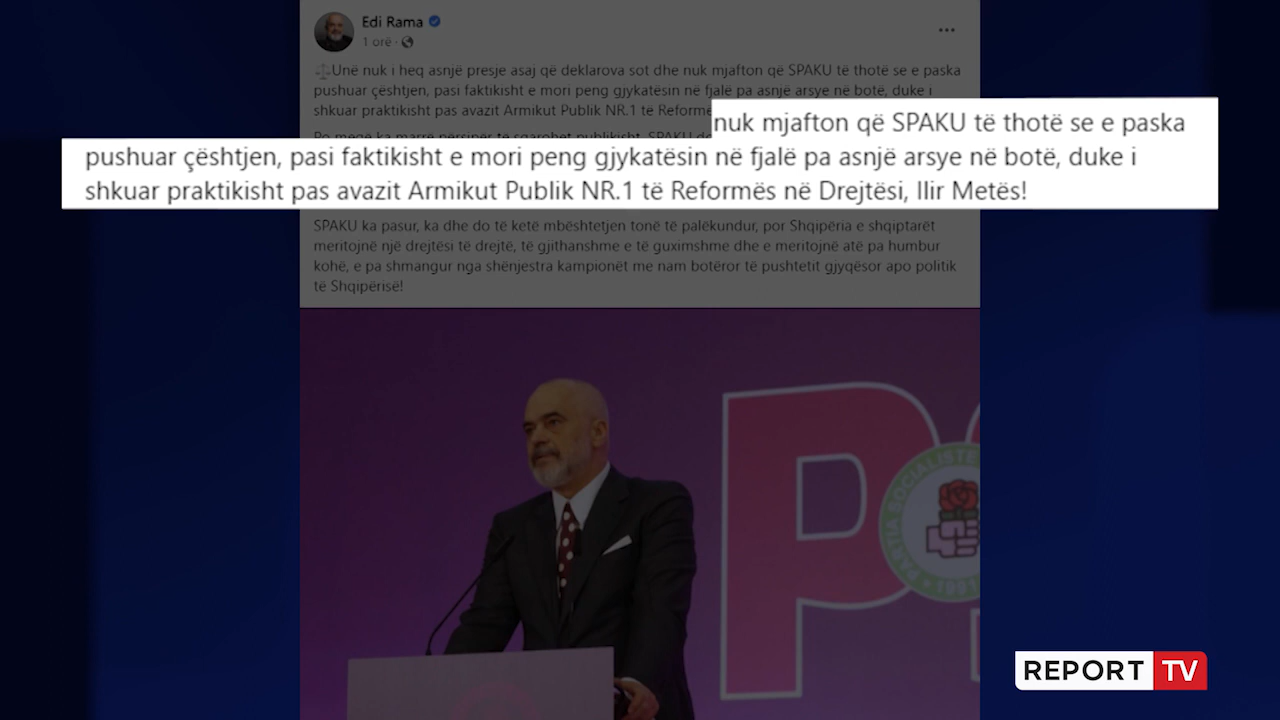 Edi Rama
1 orë
Unë nuk i heq asnjë presje asaj që deklarova sot dhe nuk mjafton që SPAKU të thotë se e paska
pushuar çështjen, pasi faktikisht e mori peng gjykatësin në fjalë pa asnjë arsye në botë, duke i
shkuar praktikisht pas avazit Armikut Publik NR.1 të Reformë
nuk mjafton që SPAKU të thotë se e paska
pushuar çështjen, pasi faktikisht e mori peng gjykatësin në fjalë pa asnjë arsye në botë, duke i
shkuar praktikisht pas avazit Armikut Publik NR.1 të Reformës në Drejtësi, Ilir Metës!
SPAKU ka pasur, ka dhe do të ketë mbështetjen tonë të palëkundur, por Shqipëria e shqiptarët
meritojnë një drejtësi të drejtë, të gjithanshme e të guximshme dhe e meritojnë atë pa humbur
kohë, e pa shmangur nga shënjestra kampionët me nam botëror të pushtetit gjyqësor apo politik
të Shqipërisë!
PARTIA SOCIALISTE
1991
REPORT TV